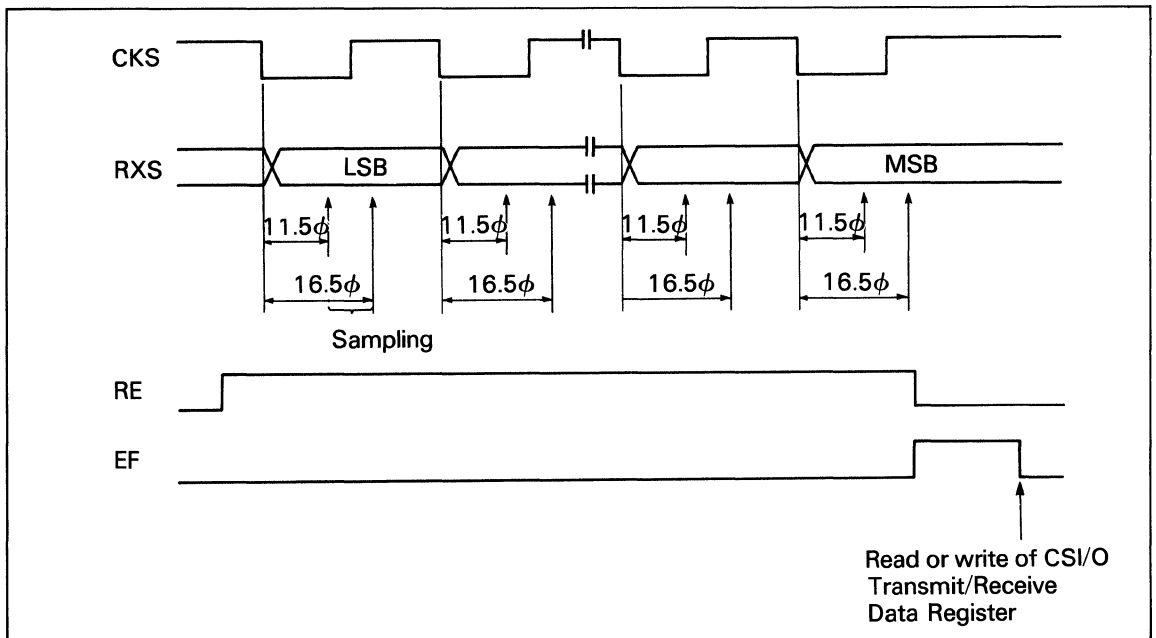 CKS
RXS
LSB
MSB
11.5ϕ
11.5ϕ
11.5ϕ
11.5ϕ
16.5ϕ
16.5ϕ
16.5ϕ
16.5ϕ
Sampling
RE
EF
Read or write of CSI/O
Transmit/Receive
Data Register